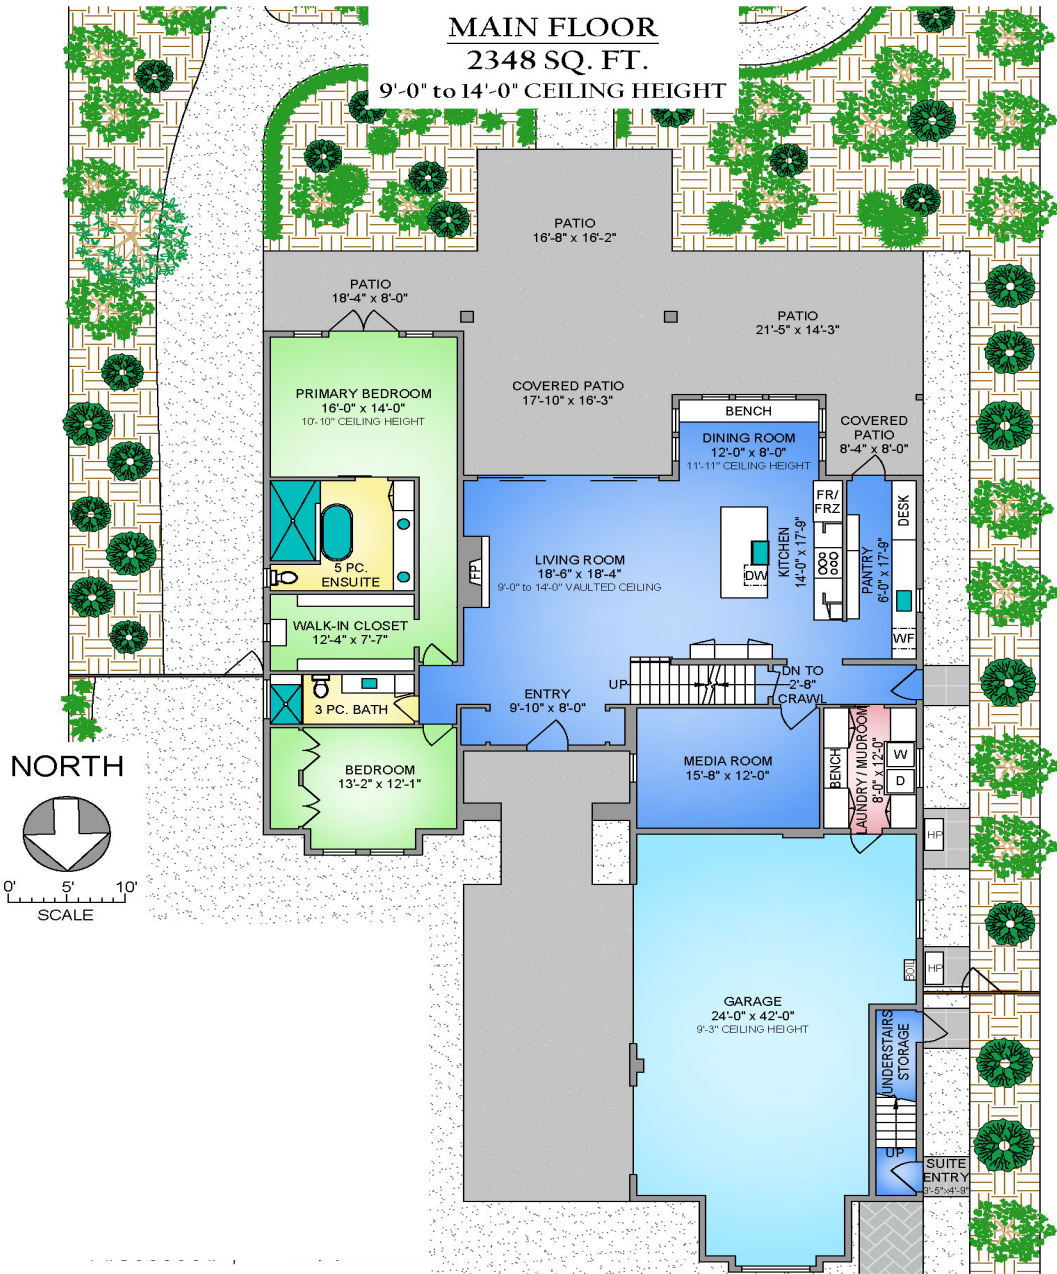 MAIN FLOOR
2348 SQ. FT.
9'-0" to 14'-0" CEILING HEIGHT
PATIO
16'-8" x 16'-2"
PATIO
18'-4" x 8'-0"
PATIO
21'-5" x 14'-3"
PRIMARY BEDROOM
16'-0" x 14'-0"
10'-10" CEILING HEIGHT
COVERED PATIO
17'-10" x 16'-3"
BENCH
DINING ROOM
12'-0" x 8'-0"
11'-11" CEILING HEIGHT
COVERED
PATIO
8'-4" x 8'-0"
FR/
FRZ
DESK
5 PC.
ENSUITE
FP
LIVING ROOM
18'-6" x 18'-4"
9'-0" to 14'-0" VAULTED CEILING
DW
KITCHEN
14'-0" x 17'-9"
PANTRY
6'-0" x 17'-9"
WF
WALK-IN CLOSET
12'-4" x 7'-7"
UP
DN TO
2'-8"
CRAWL
ENTRY
9'-10" x 8'-0"
3 PC. BATH
BEDROOM
13'-2" x 12'-1"
MEDIA ROOM
15'-8" x 12'-0"
BENCH
LAUNDRY / MUDROOM
8'-0" x 12'-0"
W
D
HP
NORTH
0' 5' 10'
SCALE
HP
BOIL
GARAGE
24'-0" x 42'-0"
9'-3" CEILING HEIGHT
UNDERSTAIRS
STORAGE
UP
SUITE
ENTRY
3'-5"x4'-9"